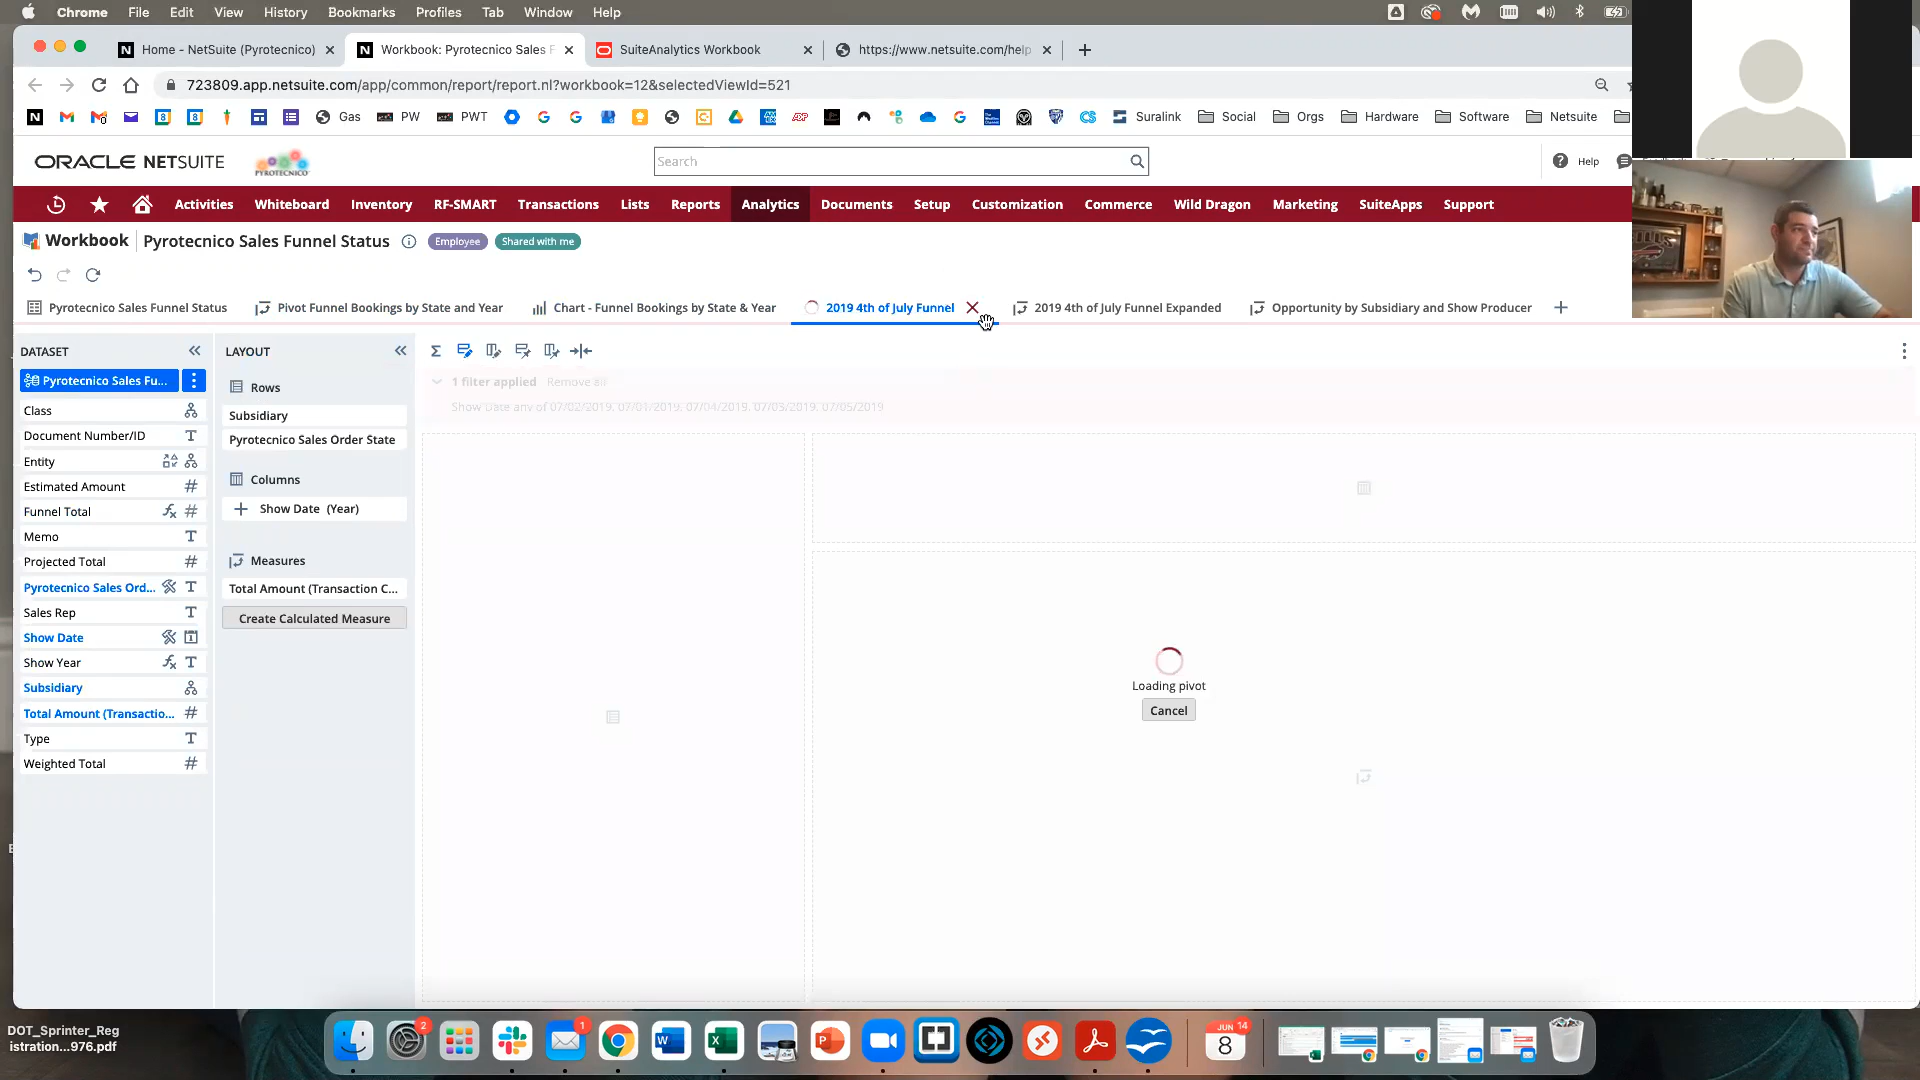 Chrome File Edit View History Bookmarks Profiles Tab Window Help
Home - NetSuite (Pyrotecnico) Workbook: Pyrotecnico Sales F SuiteAnalytics Workbook https://www.netsuite.com/help
723809.app.netsuite.com/app/common/report/report.nl?workbook=12&selectedViewId=521
Gas PW PWT Suralink Social Orgs Hardware Software Netsuite
ORACLE NETSUITE PYROTECNICO Search Help
Activities Whiteboard Inventory RF-SMART Transactions Lists Reports Analytics Documents Setup Customization Commerce Wild Dragon Marketing SuiteApps Support
Workbook Pyrotecnico Sales Funnel Status Employee Shared with me
Pyrotecnico Sales Funnel Status Pivot Funnel Bookings by State and Year Chart - Funnel Bookings by State & Year 2019 4th of July Funnel 2019 4th of July Funnel Expanded Opportunity by Subsidiary and Show Producer
DATASET
Pyrotecnico Sales Fu...
Class
Document Number/ID
Entity
Estimated Amount
Funnel Total
Memo
Projected Total
Pyrotecnico Sales Ord...
Sales Rep
Show Date
Show Year
Subsidiary
Total Amount (Transactio...
Type
Weighted Total
LAYOUT
Rows
Subsidiary
Pyrotecnico Sales Order State
Columns
Show Date (Year)
Measures
Total Amount (Transaction C...
Create Calculated Measure
1 filter applied Remove all
Show Date any of 07/02/2019, 07/01/2019, 07/04/2019, 07/03/2019, 07/05/2019
Loading pivot
Cancel
DOT_Sprinter_Reg
istration...976.pdf
2
1
JUN 14
8